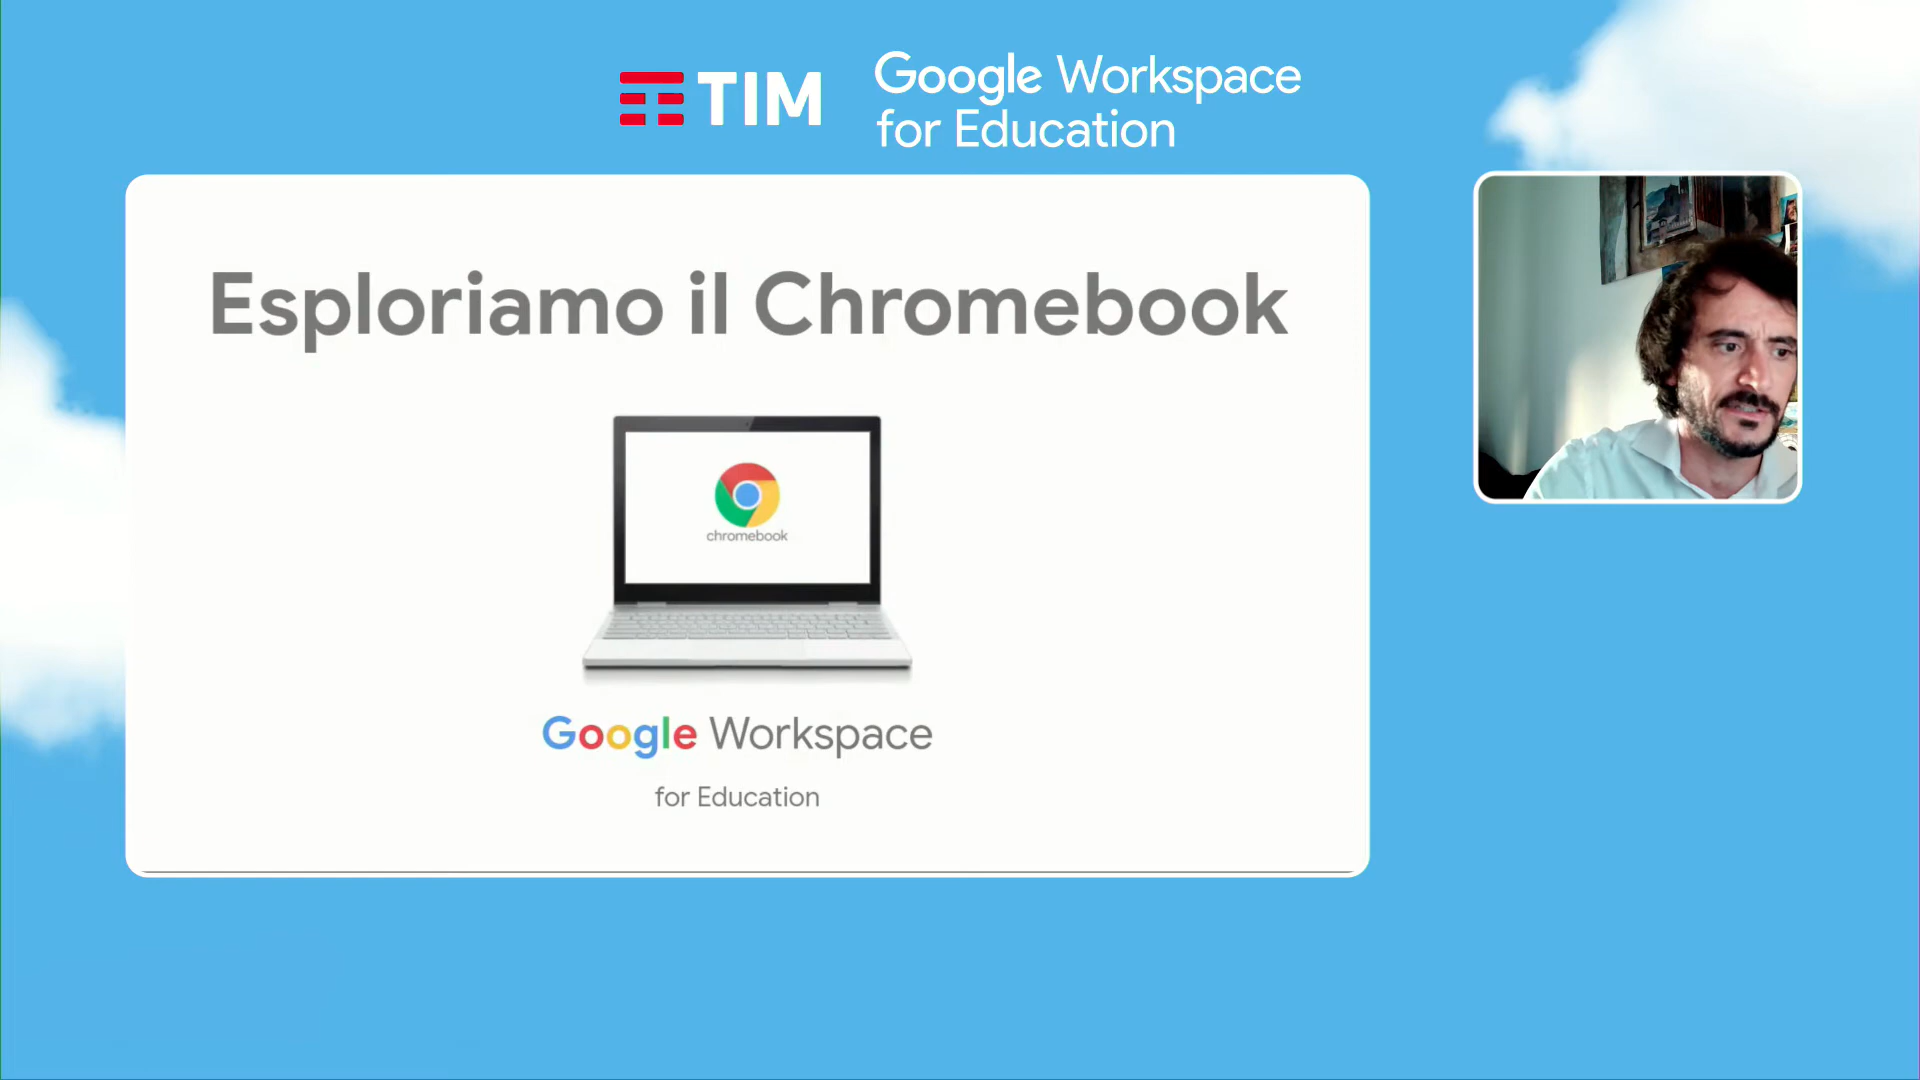 TIM
Google Workspace
for Education
Esploriamo il Chromebook
chromebook
Google Workspace
for Education